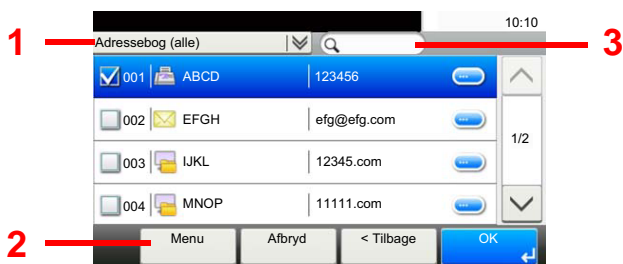 10:10
1 Adressebog (alle) 3
001 ABCD 123456
002 EFGH efg@efg.com
1/2
003 IJKL 12345.com
004 MNOP 11111.com
2 Menu Afbryd < Tilbage OK